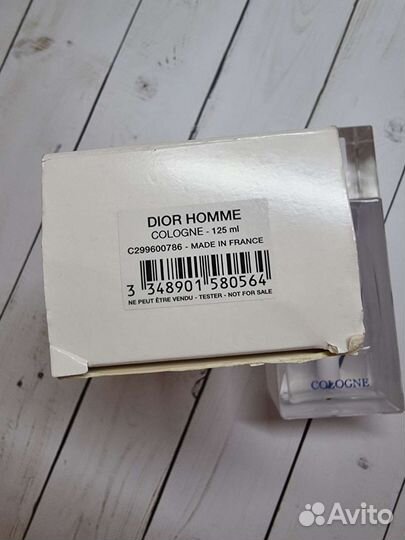 DIOR HOMME
COLOGNE - 125 ml
C299600786 - MADE IN FRANCE
3 348901 580564
NE PEUT ÊTRE VENDU - TESTER - NOT FOR SALE
COLOGNE
Avito